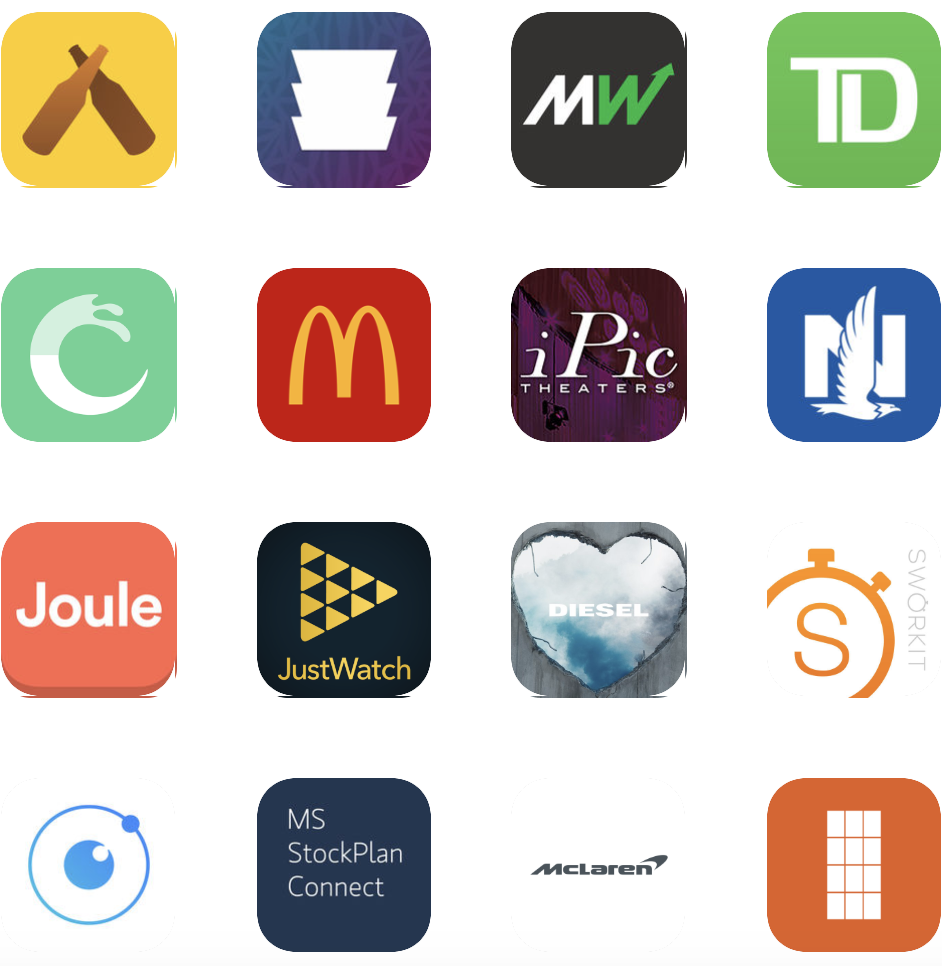 MW
TD
iPic
THEATERS®
N
Joule
JustWatch
DIESEL
S
SWORKIT
MS
StockPlan
Connect
McLaren